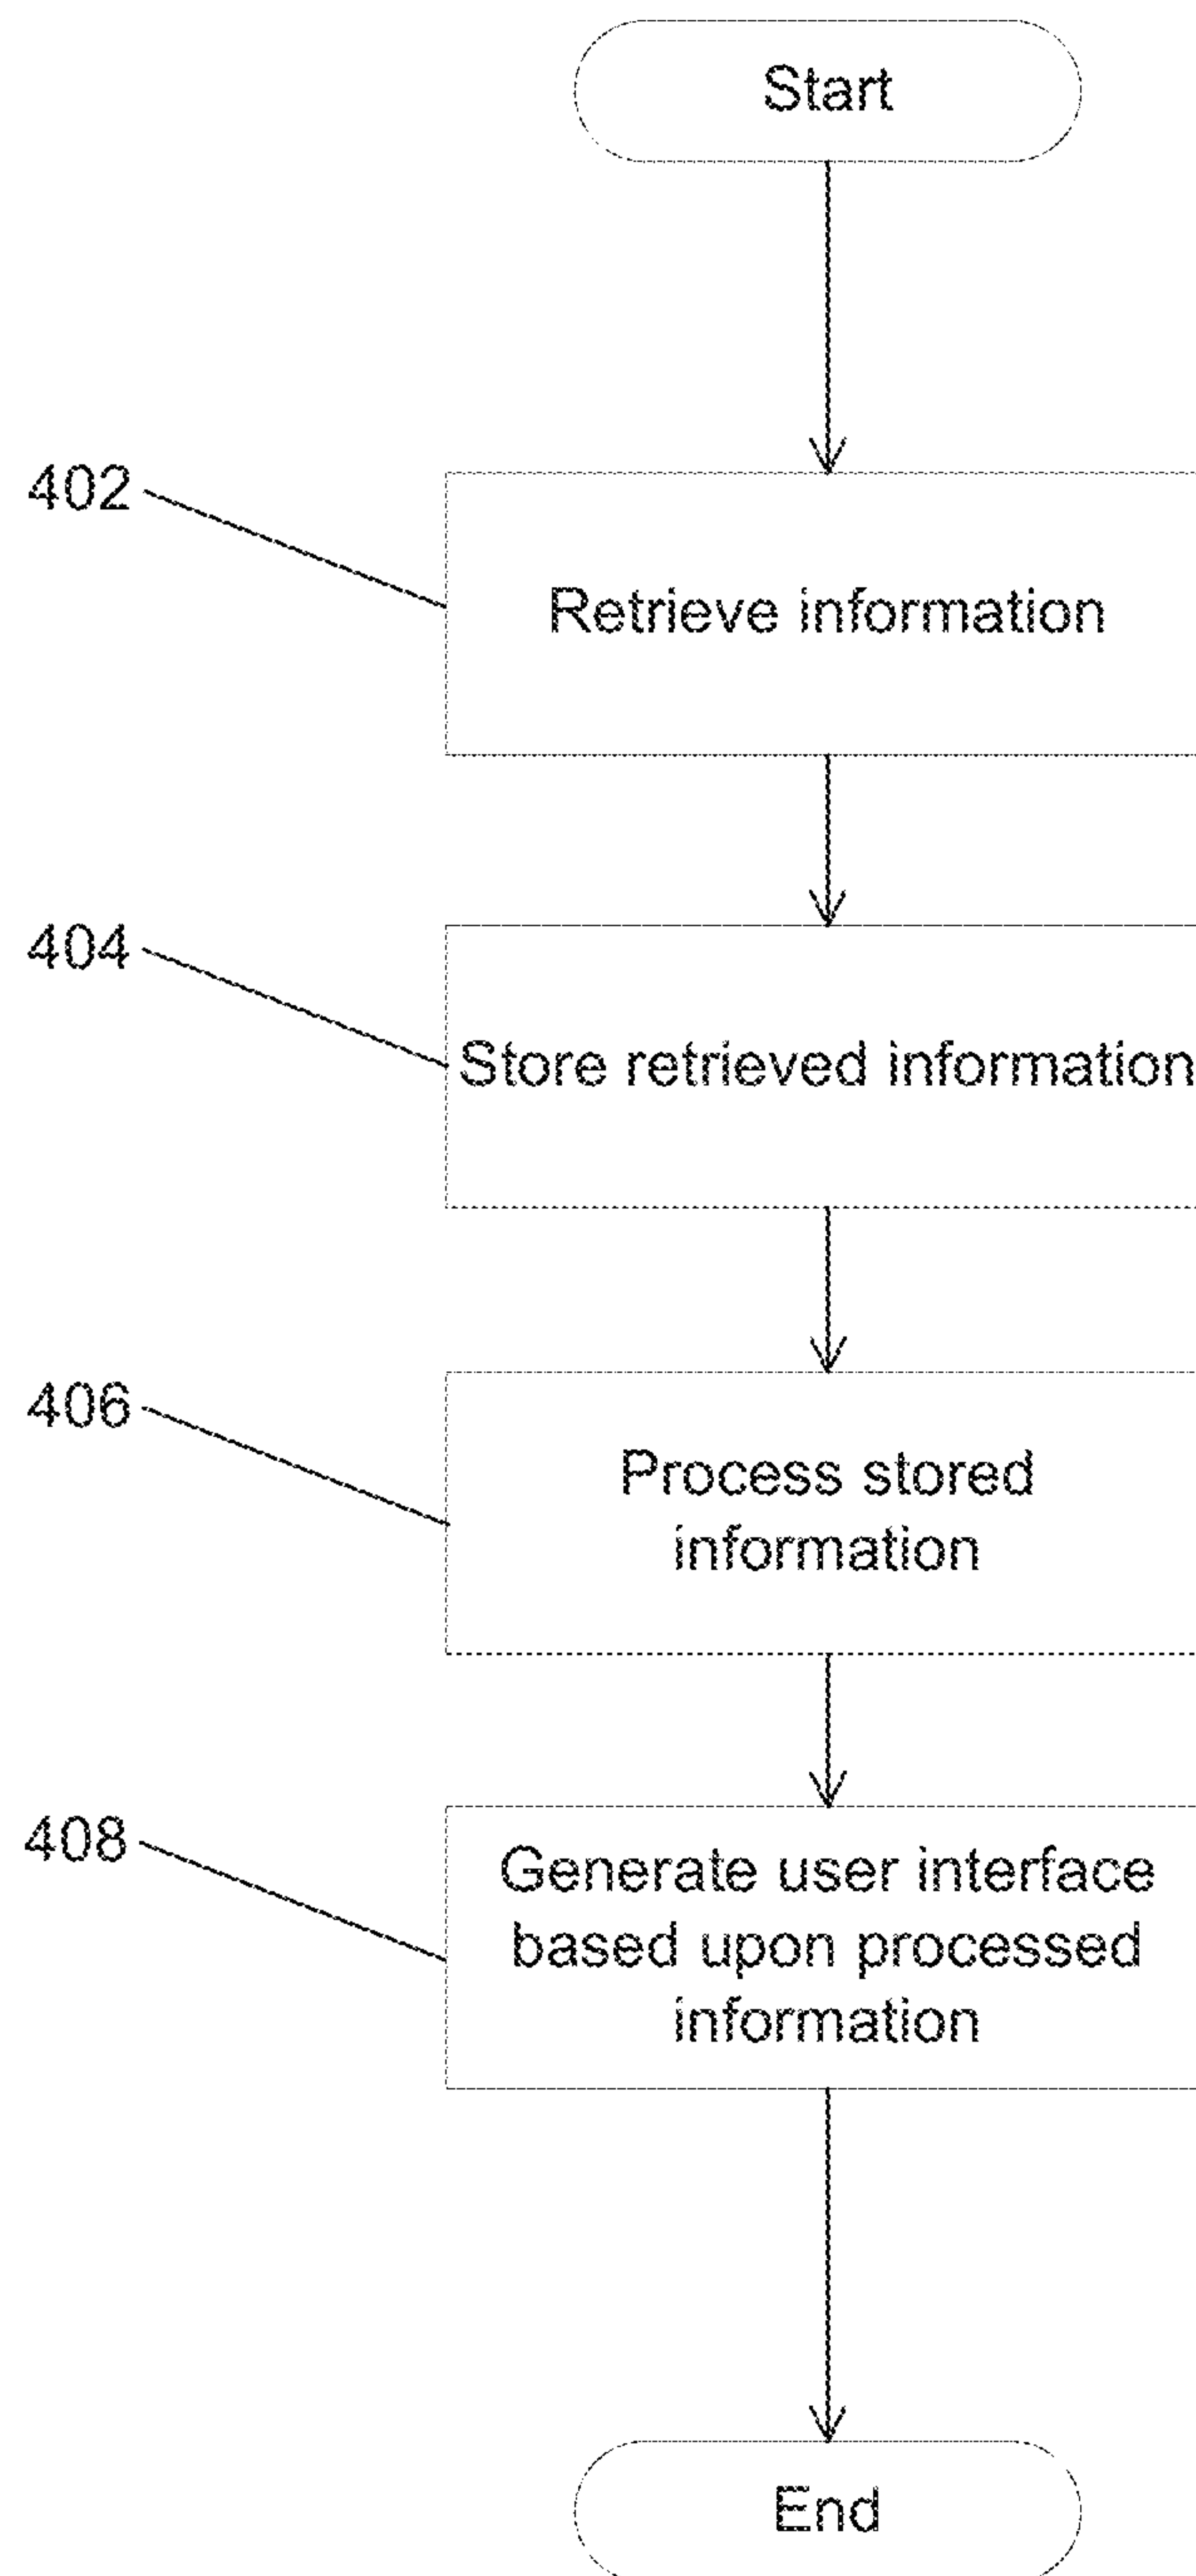 Start
402
Retrieve information
404
Store retrieved information
406
Process stored
information
408
Generate user interface
based upon processed
information
End